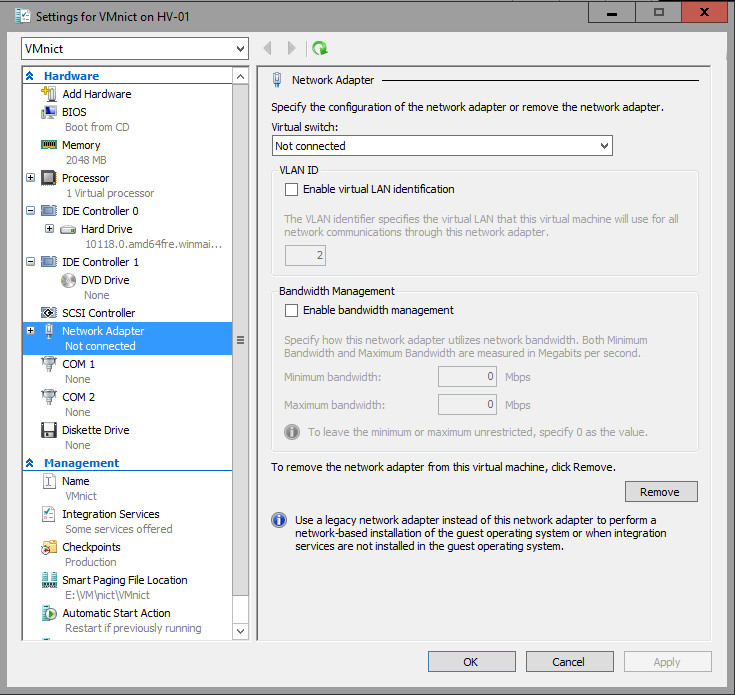 Settings for VMnict on HV-01
VMnict
Hardware
Add Hardware
BIOS
Boot from CD
Memory
2048 MB
Processor
1 Virtual processor
IDE Controller 0
Hard Drive
10118.0.amd64fre.winmai...
IDE Controller 1
DVD Drive
None
SCSI Controller
Network Adapter
Not connected
COM 1
None
COM 2
None
Diskette Drive
None
Management
Name
VMnict
Integration Services
Some services offered
Checkpoints
Production
Smart Paging File Location
E:\VM\nict\VMnict
Automatic Start Action
Restart if previously running
Network Adapter
Specify the configuration of the network adapter or remove the network adapter.
Virtual switch:
Not connected
VLAN ID
Enable virtual LAN identification
The VLAN identifier specifies the virtual LAN that this virtual machine will use for all
network communications through this network adapter.
2
Bandwidth Management
Enable bandwidth management
Specify how this network adapter utilizes network bandwidth. Both Minimum
Bandwidth and Maximum Bandwidth are measured in Megabits per second.
Minimum bandwidth: 0 Mbps
Maximum bandwidth: 0 Mbps
To leave the minimum or maximum unrestricted, specify 0 as the value.
To remove the network adapter from this virtual machine, click Remove.
Remove
Use a legacy network adapter instead of this network adapter to perform a
network-based installation of the guest operating system or when integration
services are not installed in the guest operating system.
OK Cancel Apply